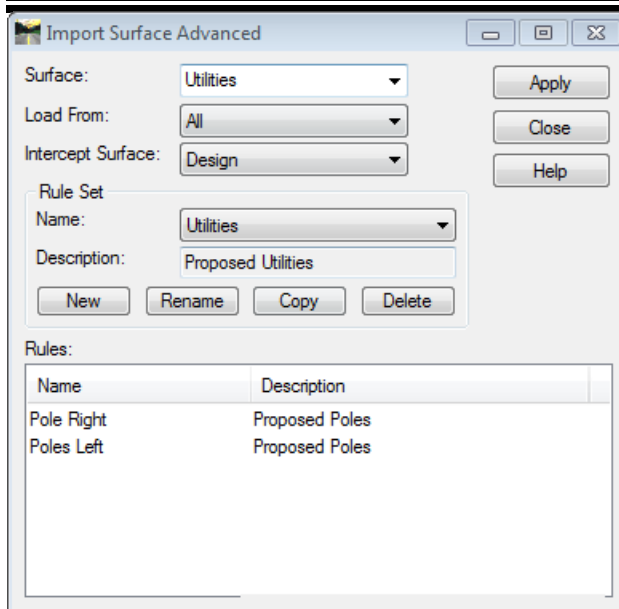 Import Surface Advanced
Surface: Utilities Apply
Load From: All Close
Intercept Surface: Design Help
Rule Set
Name: Utilities
Description: Proposed Utilities
New Rename Copy Delete
Rules:
Name Description
Pole Right Proposed Poles
Poles Left Proposed Poles